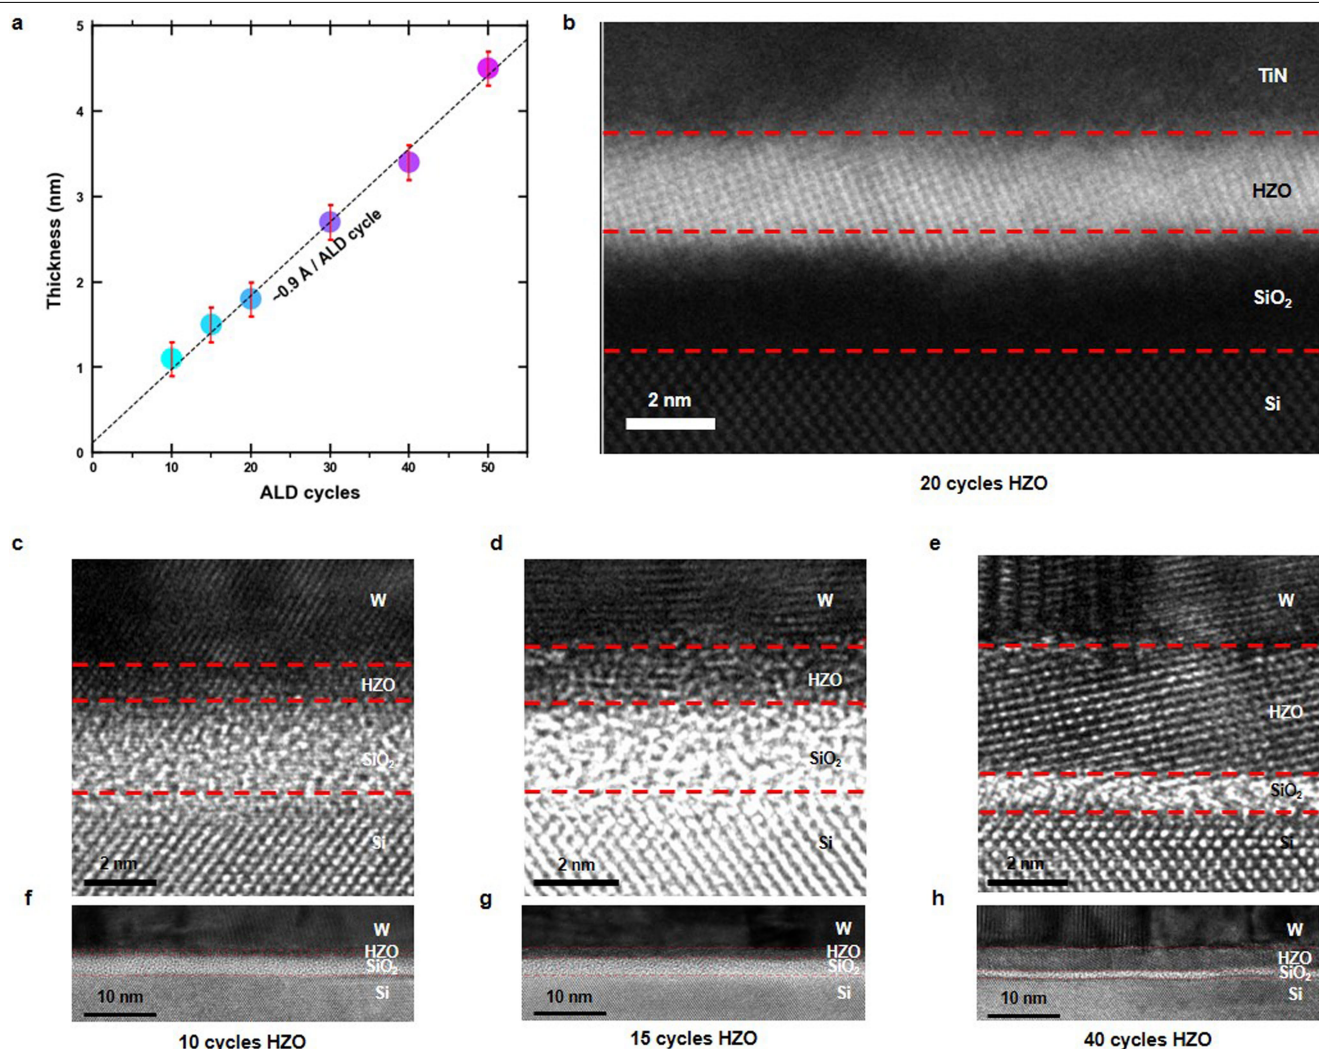 a
5
4
3
2
1
0
0
10
20
30
40
50
Thickness (nm)
ALD cycles
~0.9 Å / ALD cycle
b
TiN
HZO
SiO₂
Si
2 nm
20 cycles HZO
c
W
HZO
SiO₂
Si
2 nm
d
W
HZO
SiO₂
Si
2 nm
e
W
HZO
SiO₂
Si
2 nm
f
W
HZO
SiO₂
Si
10 nm
10 cycles HZO
g
W
HZO
SiO₂
Si
10 nm
15 cycles HZO
h
W
HZO
SiO₂
Si
10 nm
40 cycles HZO